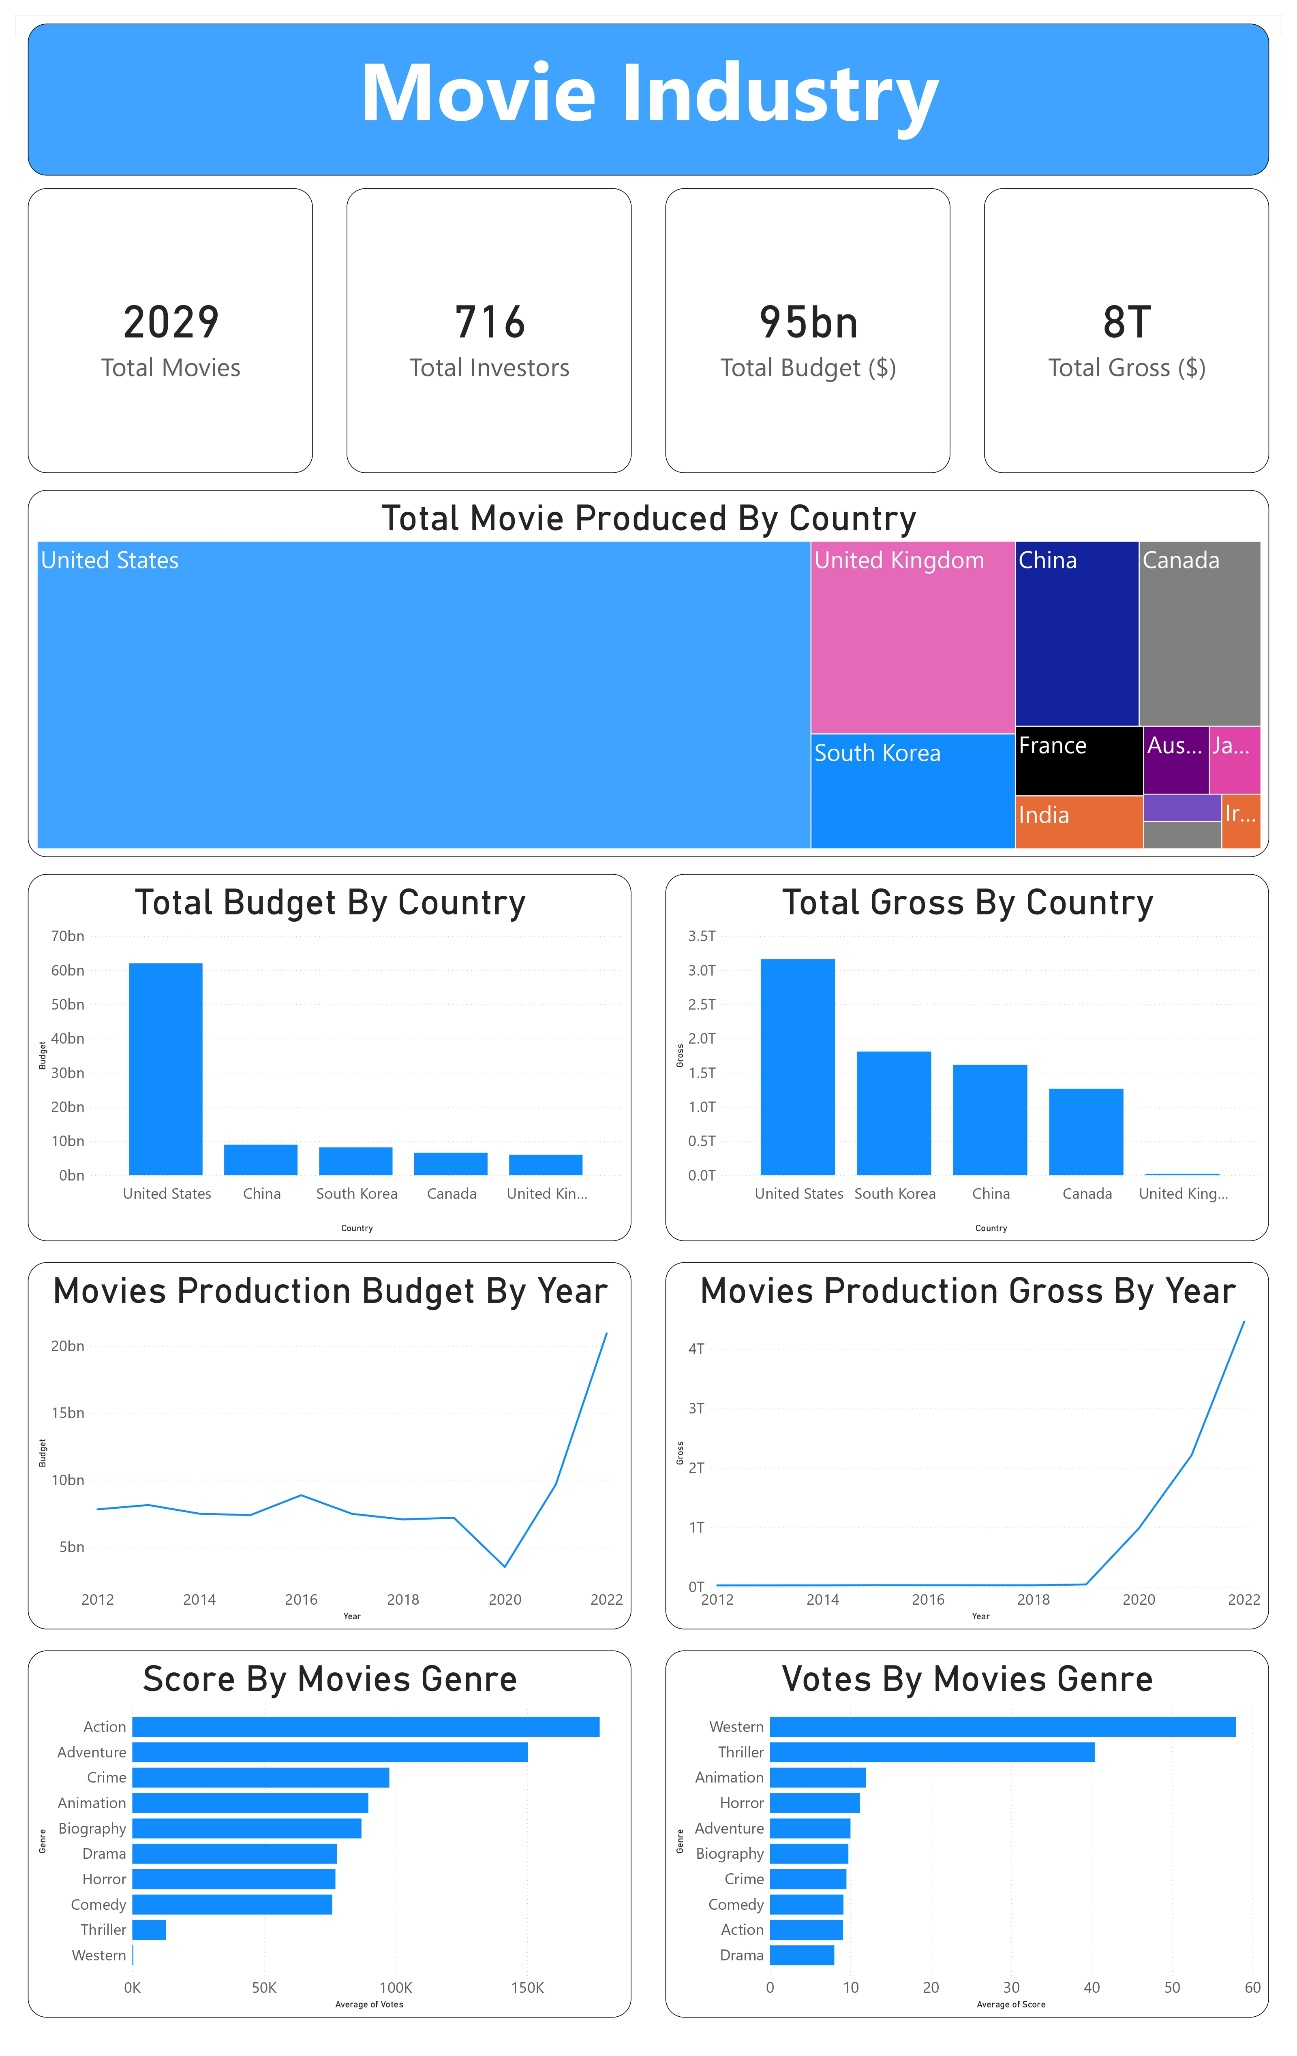 Movie Industry
2029
Total Movies
716
Total Investors
95bn
Total Budget ($)
8T
Total Gross ($)
Total Movie Produced By Country
United States
United Kingdom
South Korea
China
Canada
France
India
Aus...
Ja...
Ir...
Total Budget By Country
70bn
60bn
50bn
40bn
30bn
20bn
10bn
0bn
Budget
United States China South Korea Canada United Kin...
Country
Total Gross By Country
3.5T
3.0T
2.5T
2.0T
1.5T
1.0T
0.5T
0.0T
Gross
United States South Korea China Canada United King...
Country
Movies Production Budget By Year
20bn
15bn
10bn
5bn
Budget
2012 2014 2016 2018 2020 2022
Year
Movies Production Gross By Year
4T
3T
2T
1T
0T
Gross
2012 2014 2016 2018 2020 2022
Year
Score By Movies Genre
Action
Adventure
Crime
Animation
Biography
Drama
Horror
Comedy
Thriller
Western
Genre
0K 50K 100K 150K
Average of Votes
Votes By Movies Genre
Western
Thriller
Animation
Horror
Adventure
Biography
Crime
Comedy
Action
Drama
Genre
0 10 20 30 40 50 60
Average of Score